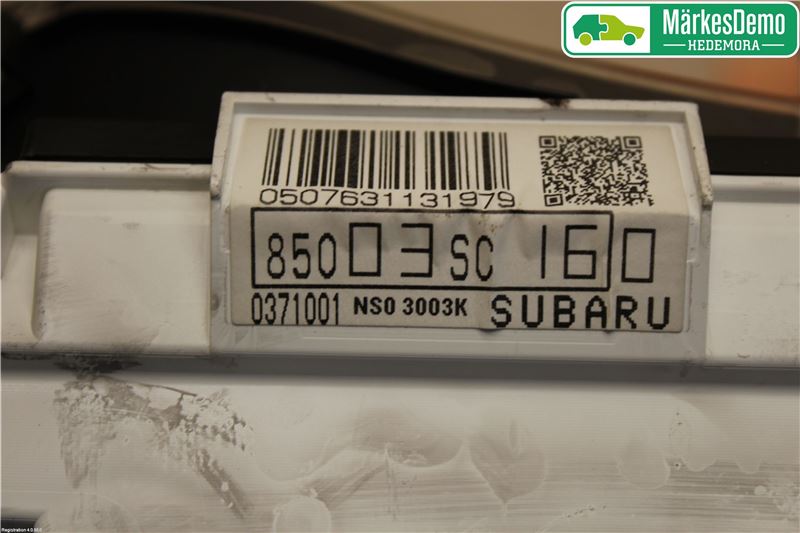 MärkesDemo
HEDEMORA
0507631131979
85003SC160
0371001 NS0 3003K SUBARU